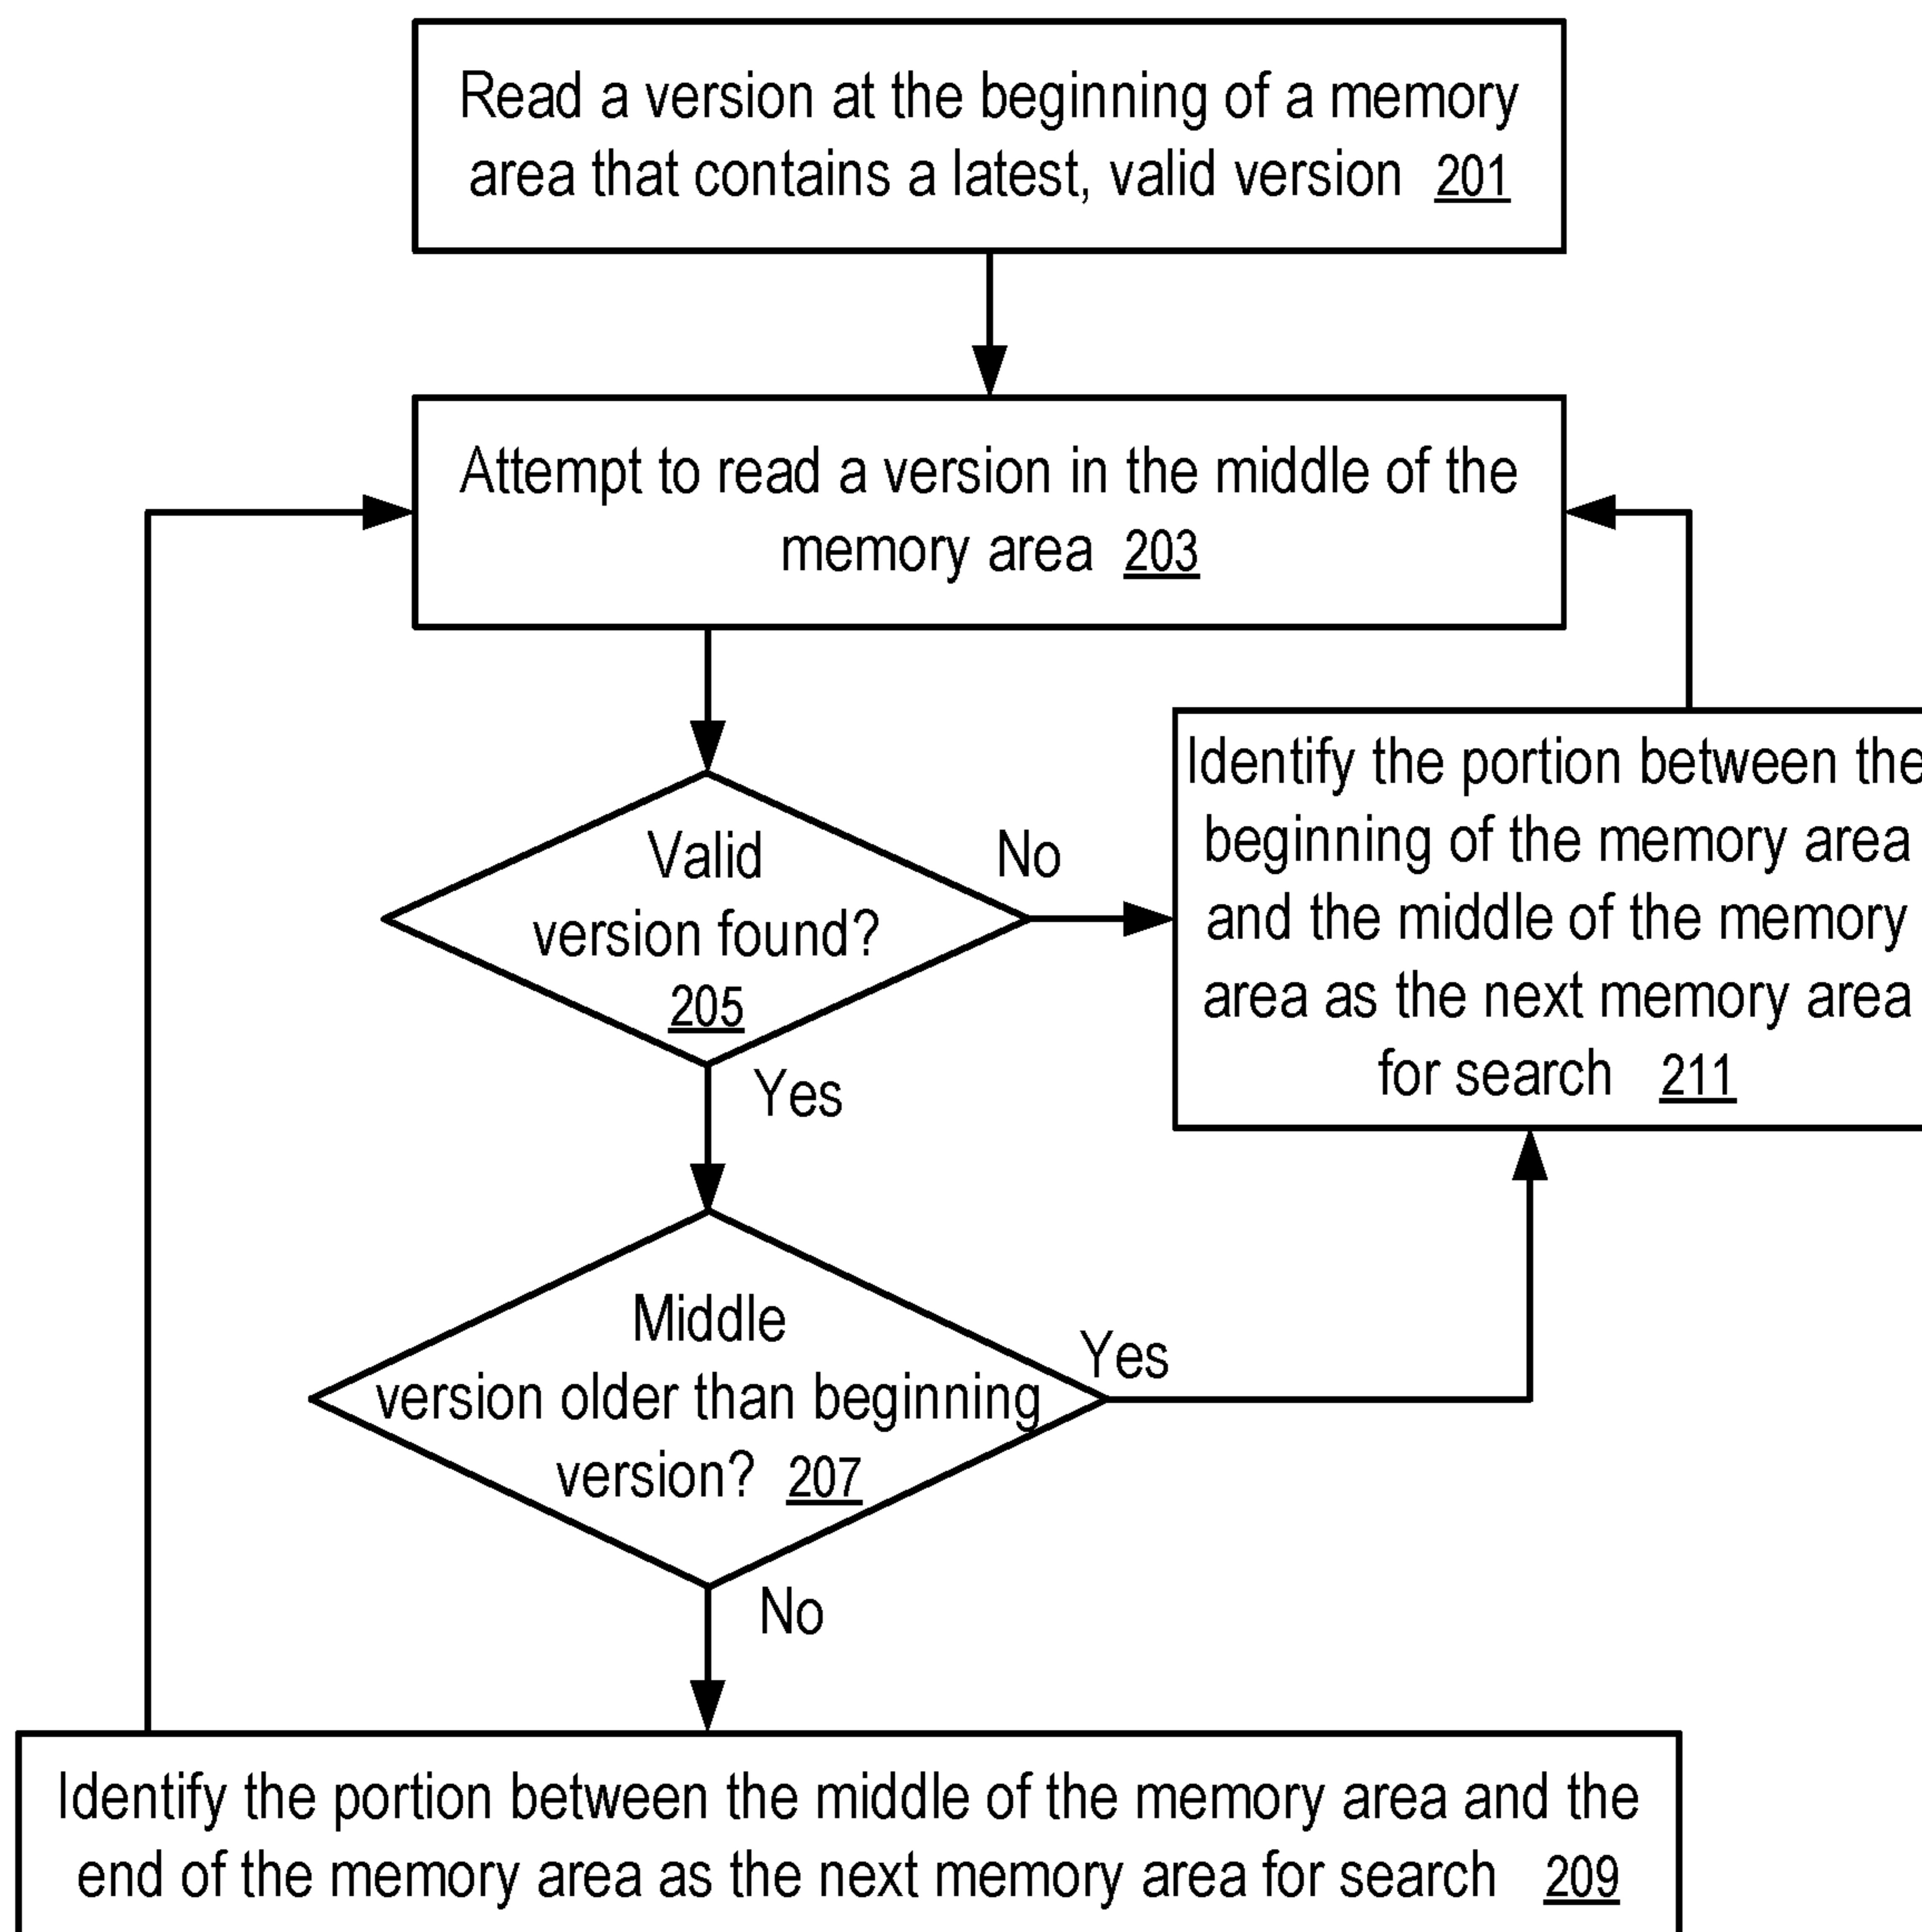 Read a version at the beginning of a memory
area that contains a latest, valid version 201
Attempt to read a version in the middle of the
memory area 203
Valid
version found?
205
No
Yes
Identify the portion between the
beginning of the memory area
and the middle of the memory
area as the next memory area
for search 211
Middle
version older than beginning
version? 207
Yes
No
Identify the portion between the middle of the memory area and the
end of the memory area as the next memory area for search 209